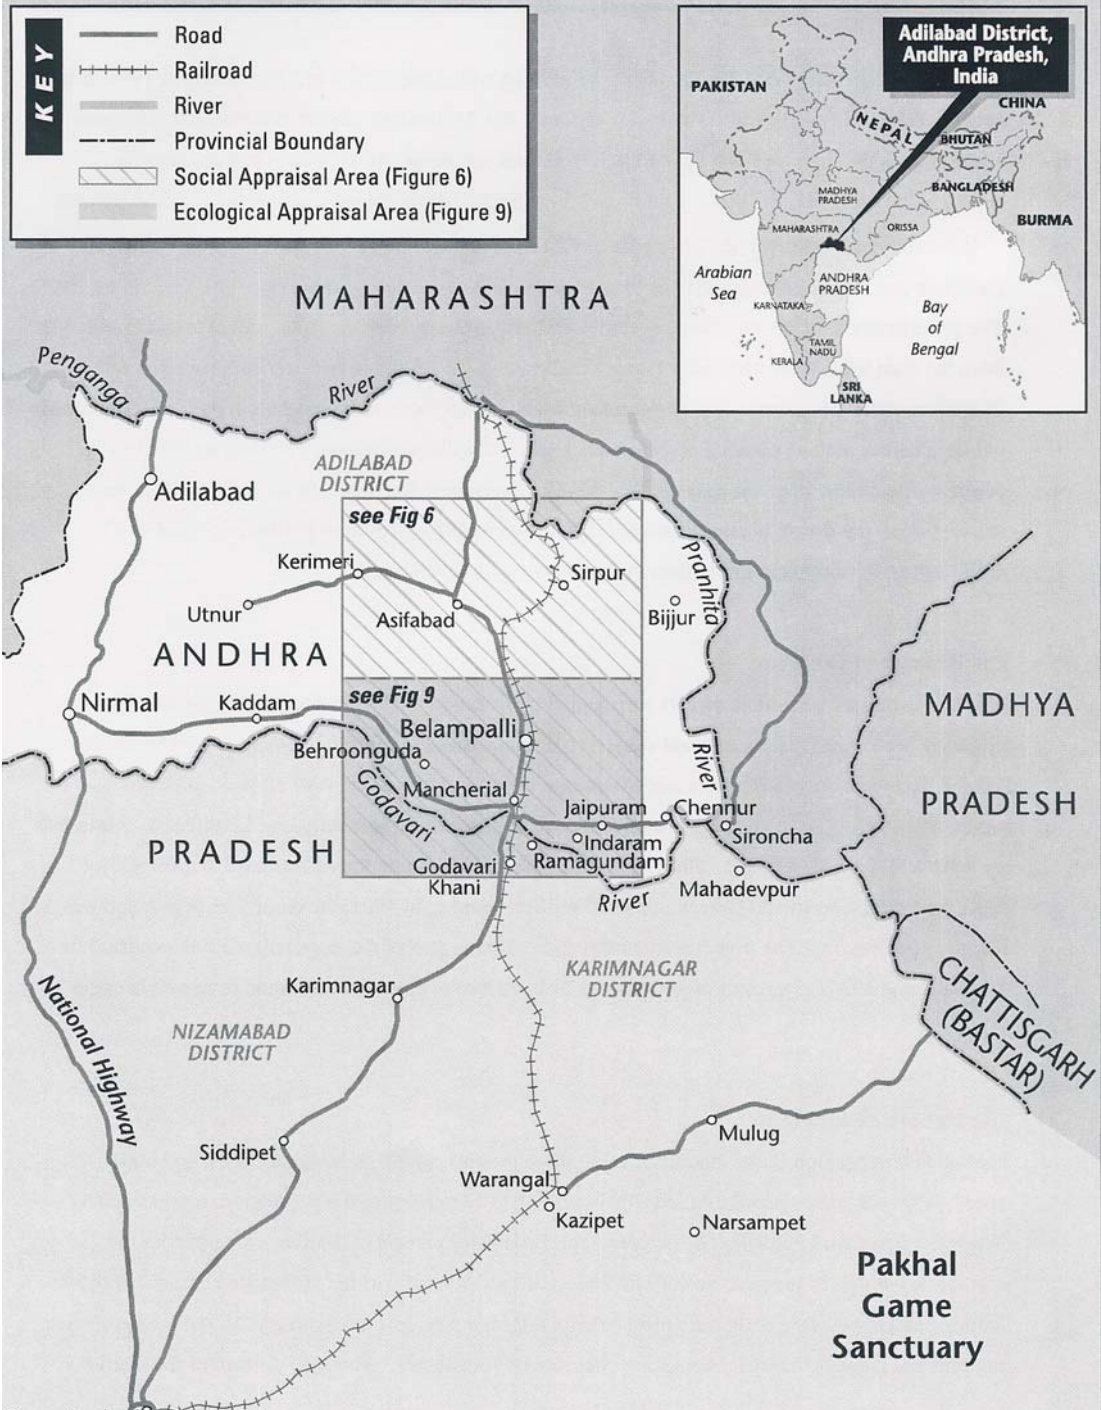 KEY
Road
Railroad
River
Provincial Boundary
Social Appraisal Area (Figure 6)
Ecological Appraisal Area (Figure 9)
Adilabad District,
Andhra Pradesh,
India
PAKISTAN
CHINA
NEPAL
BHUTAN
BANGLADESH
MADHYA
PRADESH
BURMA
MAHARASHTRA
ORISSA
Arabian
Sea
ANDHRA
PRADESH
KARNATAKA
Bay
of
Bengal
TAMIL
NADU
KERALA
SRI
LANKA
MAHARASHTRA
Penganga
River
ADILABAD
DISTRICT
Adilabad
see Fig 6
Kerimeri
Sirpur
Pranhita
Utnur
Asifabad
Bijjur
ANDHRA
see Fig 9
Nirmal
Kaddam
Belampalli
MADHYA
Behroonguda
River
Godavari
Mancherial
Jaipuram
Chennur
PRADESH
Indaram
Sironcha
PRADESH
Godavari
Khani
Ramagundam
Mahadevpur
River
KARIMNAGAR
DISTRICT
CHATTISGARH
(BASTAR)
Karimnagar
National Highway
NIZAMABAD
DISTRICT
Siddipet
Mulug
Warangal
Kazipet
Narsampet
Pakhal
Game
Sanctuary